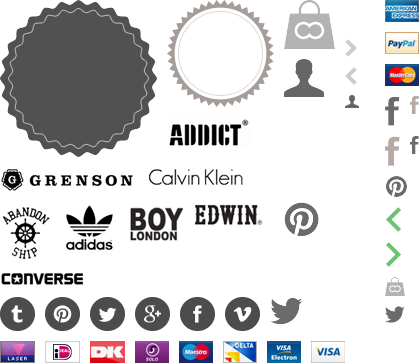 AMERICAN EXPRESS
PayPal
MasterCard
ADDICT®
GRENSON
Calvin Klein
ABANDON SHIP
adidas
BOY LONDON
EDWIN®
CONVERSE
LASER
iD
DK
SOLO
Maestro
DELTA
VISA Electron
VISA